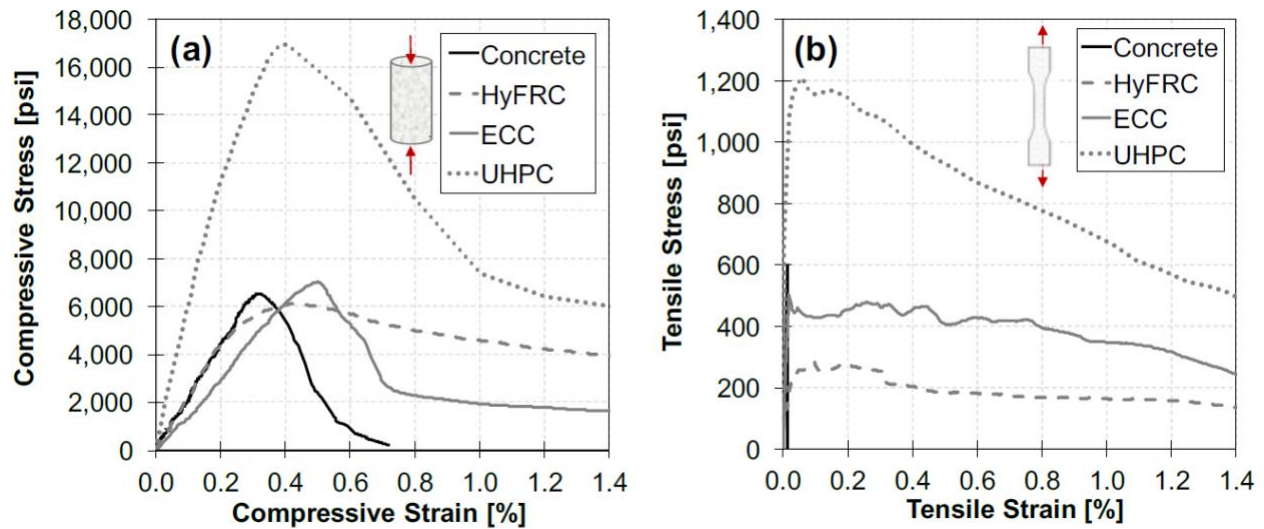 (a)
Compressive Stress [psi]
18,000
16,000
14,000
12,000
10,000
8,000
6,000
4,000
2,000
0
Concrete
HyFRC
ECC
UHPC
0.0 0.2 0.4 0.6 0.8 1.0 1.2 1.4
Compressive Strain [%]
(b)
Tensile Stress [psi]
1,400
1,200
1,000
800
600
400
200
0
Concrete
HyFRC
ECC
UHPC
0.0 0.2 0.4 0.6 0.8 1.0 1.2 1.4
Tensile Strain [%]